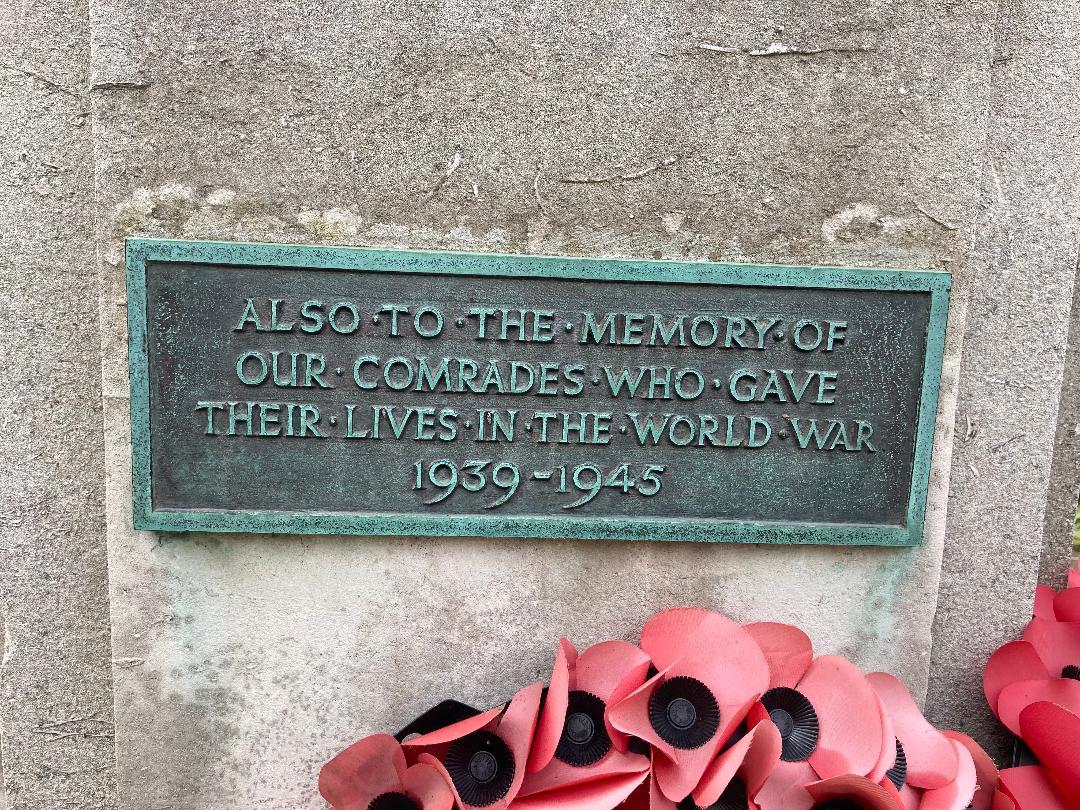 ALSO·TO·THE·MEMORY·OF
OUR·COMRADES·WHO·GAVE
THEIR·LIVES·IN·THE·WORLD·WAR
1939-1945